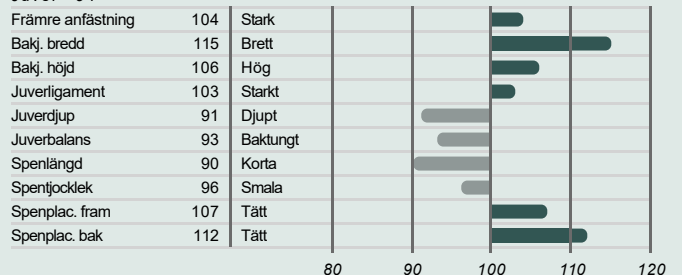 Främre anfästning 104 Stark
Bakj. bredd 115 Brett
Bakj. höjd 106 Hög
Juverligament 103 Starkt
Juverdjup 91 Djupt
Juverbalans 93 Baktungt
Spenlängd 90 Korta
Spentjocklek 96 Smala
Spenplac. fram 107 Tätt
Spenplac. bak 112 Tätt
80 90 100 110 120